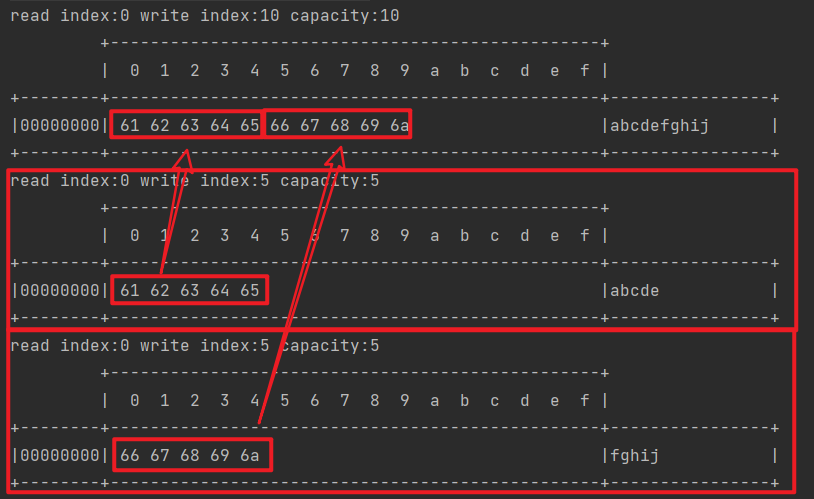 read index:0 write index:10 capacity:10
         +-------------------------------------------------+
         |  0  1  2  3  4  5  6  7  8  9  a  b  c  d  e  f |
+--------+-------------------------------------------------+----------------+
|00000000| 61 62 63 64 65 66 67 68 69 6a                   |abcdefghij      |
+--------+-------------------------------------------------+----------------+
read index:0 write index:5 capacity:5
         +-------------------------------------------------+
         |  0  1  2  3  4  5  6  7  8  9  a  b  c  d  e  f |
+--------+-------------------------------------------------+----------------+
|00000000| 61 62 63 64 65                                  |abcde           |
+--------+-------------------------------------------------+----------------+
read index:0 write index:5 capacity:5
         +-------------------------------------------------+
         |  0  1  2  3  4  5  6  7  8  9  a  b  c  d  e  f |
+--------+-------------------------------------------------+----------------+
|00000000| 66 67 68 69 6a                                  |fghij           |
+--------+-------------------------------------------------+----------------+